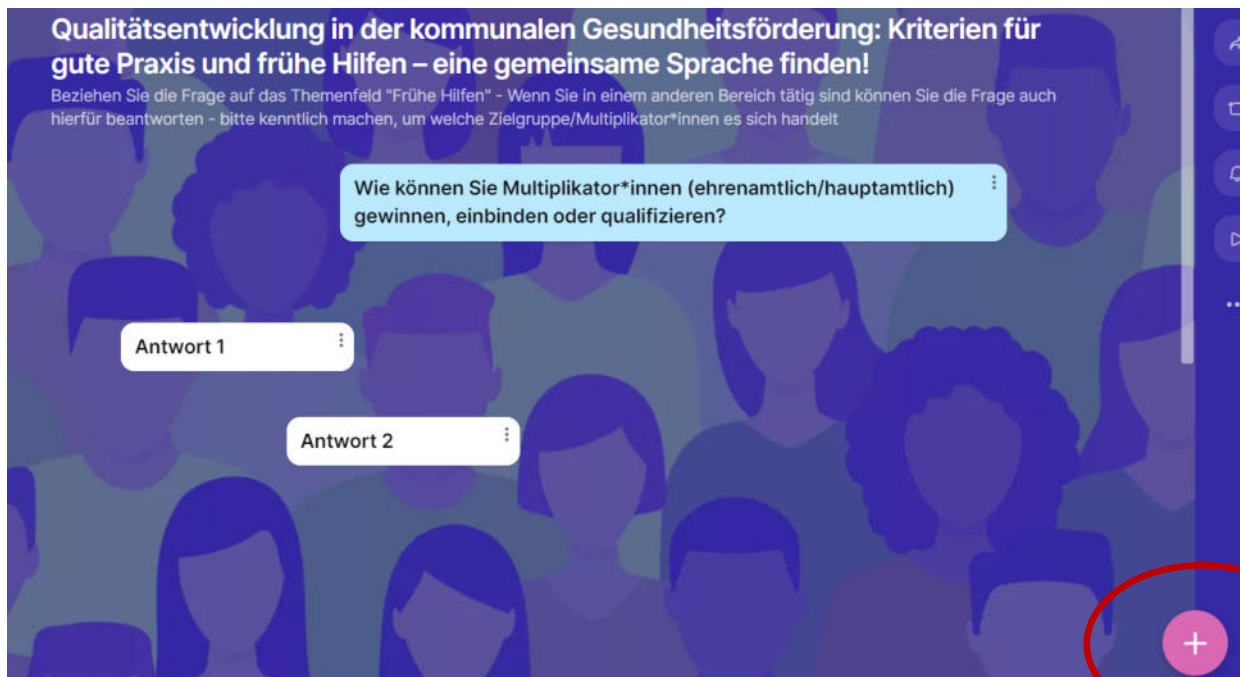 Qualitätsentwicklung in der kommunalen Gesundheitsförderung: Kriterien für
gute Praxis und frühe Hilfen – eine gemeinsame Sprache finden!
Beziehen Sie die Frage auf das Themenfeld "Frühe Hilfen" - Wenn Sie in einem anderen Bereich tätig sind können Sie die Frage auch
hierfür beantworten - bitte kenntlich machen, um welche Zielgruppe/Multiplikator*innen es sich handelt
Wie können Sie Multiplikator*innen (ehrenamtlich/hauptamtlich)
gewinnen, einbinden oder qualifizieren?
Antwort 1
Antwort 2